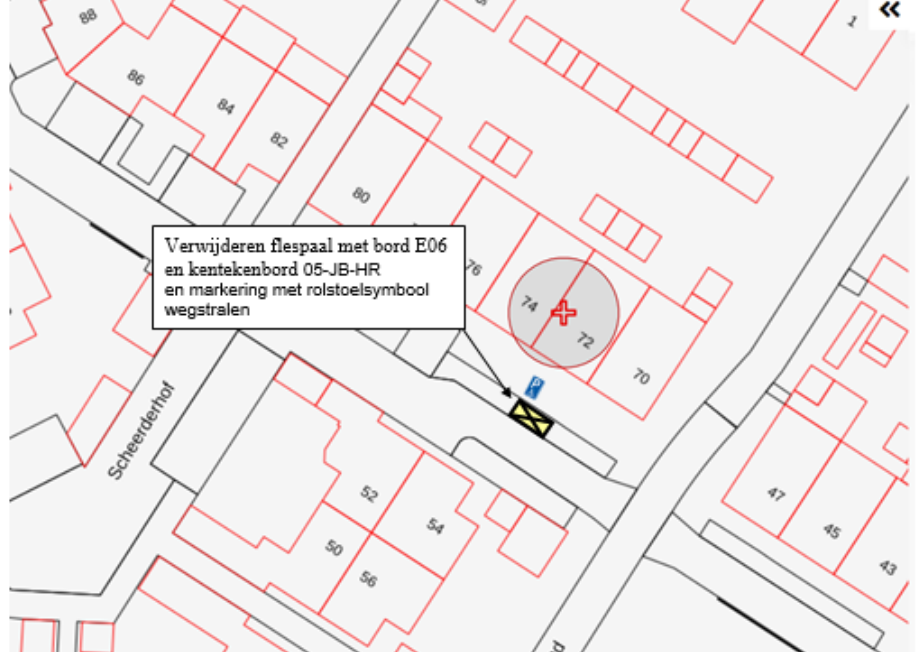 88
1
86
84
82
80
76
Verwijderen flespaal met bord E06
en kentekenbord 05-JB-HR
en markering met rolstoelsymbool
wegstralen
74
72
70
P
Scheerderhof
52
54
50
56
47
45
43